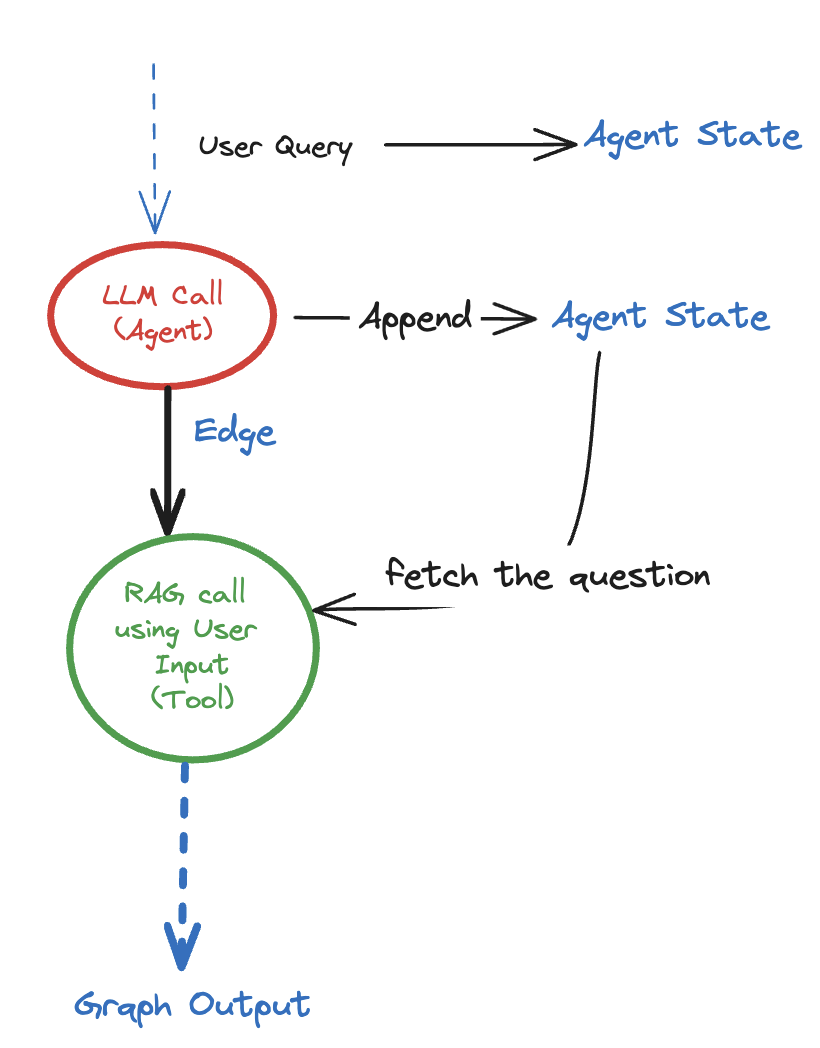 User Query
Agent State
LLM Call
(Agent)
Append
Agent State
Edge
fetch the question
RAG call
using User
Input
(Tool)
Graph Output